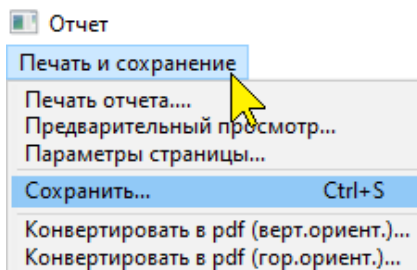 Отчет
Печать и сохранение
Печать отчета....
Предварительный просмотр...
Параметры страницы...
Сохранить... Ctrl+S
Конвертировать в pdf (верт.ориент.)...
Конвертировать в pdf (гор.ориент.)...